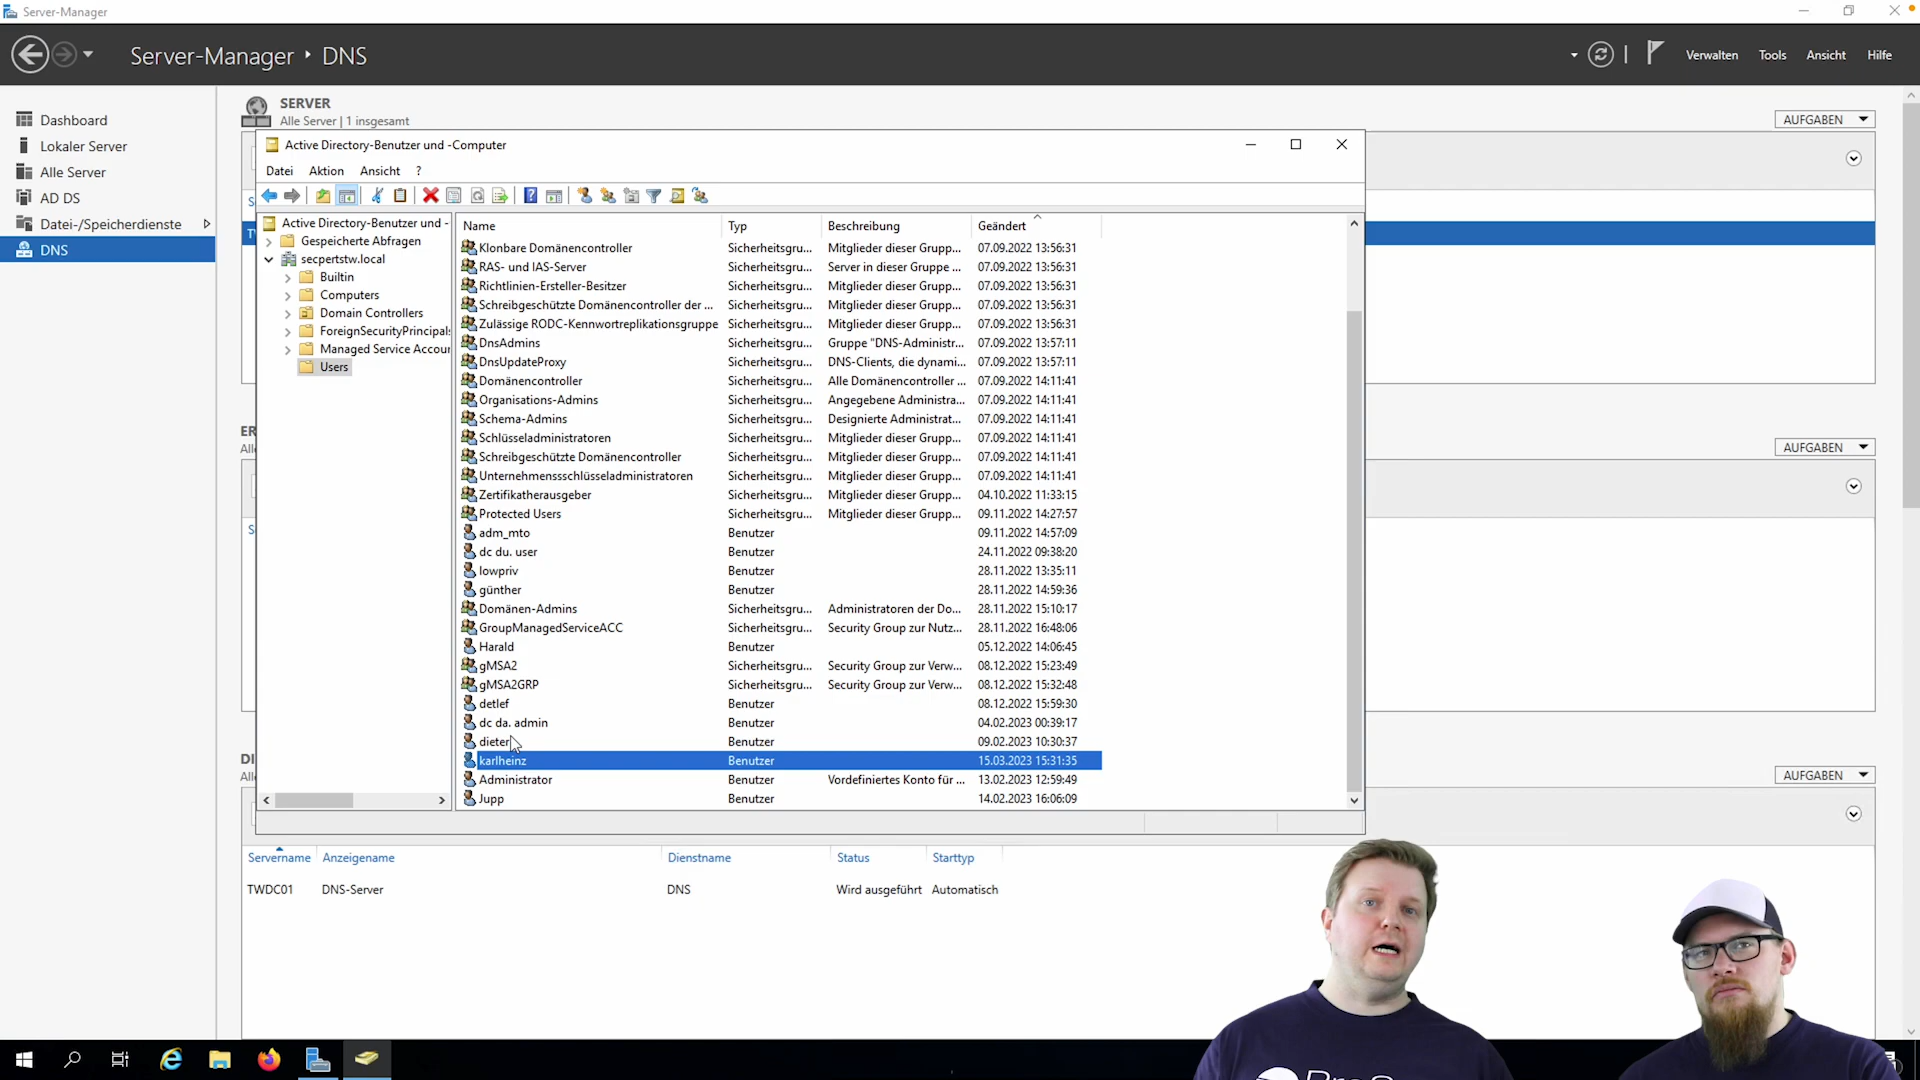 Server-Manager
Server-Manager ‣ DNS
Verwalten Tools Ansicht Hilfe
Dashboard
Lokaler Server
Alle Server
AD DS
Datei-/Speicherdienste
DNS
SERVER
Alle Server | 1 insgesamt
AUFGABEN
Active Directory-Benutzer und -Computer
Datei Aktion Ansicht ?
Active Directory-Benutzer und -
Gespeicherte Abfragen
secpertstw.local
Builtin
Computers
Domain Controllers
ForeignSecurityPrincipals
Managed Service Accour
Users
Name Typ Beschreibung Geändert
Klonbare Domänencontroller Sicherheitsgru... Mitglieder dieser Grupp... 07.09.2022 13:56:31
RAS- und IAS-Server Sicherheitsgru... Server in dieser Gruppe ... 07.09.2022 13:56:31
Richtlinien-Ersteller-Besitzer Sicherheitsgru... Mitglieder dieser Grupp... 07.09.2022 13:56:31
Schreibgeschützte Domänencontroller der ... Sicherheitsgru... Mitglieder dieser Grupp... 07.09.2022 13:56:31
Zulässige RODC-Kennwortreplikationsgruppe Sicherheitsgru... Mitglieder dieser Grupp... 07.09.2022 13:56:31
DnsAdmins Sicherheitsgru... Gruppe "DNS-Administr... 07.09.2022 13:57:11
DnsUpdateProxy Sicherheitsgru... DNS-Clients, die dynami... 07.09.2022 13:57:11
Domänencontroller Sicherheitsgru... Alle Domänencontroller ... 07.09.2022 14:11:41
Organisations-Admins Sicherheitsgru... Angegebene Administra... 07.09.2022 14:11:41
Schema-Admins Sicherheitsgru... Designierte Administrat... 07.09.2022 14:11:41
Schlüsseladministratoren Sicherheitsgru... Mitglieder dieser Grupp... 07.09.2022 14:11:41
Schreibgeschützte Domänencontroller Sicherheitsgru... Mitglieder dieser Grupp... 07.09.2022 14:11:41
Unternehmenssschlüsseladministratoren Sicherheitsgru... Mitglieder dieser Grupp... 07.09.2022 14:11:41
Zertifikatherausgeber Sicherheitsgru... Mitglieder dieser Grupp... 04.10.2022 11:33:15
Protected Users Sicherheitsgru... Mitglieder dieser Grupp... 09.11.2022 14:27:57
adm_mto Benutzer 09.11.2022 14:57:09
dc du. user Benutzer 24.11.2022 09:38:20
lowpriv Benutzer 28.11.2022 13:35:11
günther Benutzer 28.11.2022 14:59:36
Domänen-Admins Sicherheitsgru... Administratoren der Do... 28.11.2022 15:10:17
GroupManagedServiceACC Sicherheitsgru... Security Group zur Nutz... 28.11.2022 16:48:06
Harald Benutzer 05.12.2022 14:06:45
gMSA2 Sicherheitsgru... Security Group zur Verw... 08.12.2022 15:23:49
gMSA2GRP Sicherheitsgru... Security Group zur Verw... 08.12.2022 15:32:48
detlef Benutzer 08.12.2022 15:59:30
dc da. admin Benutzer 04.02.2023 00:39:17
dieter Benutzer 09.02.2023 10:30:37
karlheinz Benutzer 15.03.2023 15:31:35
Administrator Benutzer Vordefiniertes Konto für ... 13.02.2023 12:59:49
Jupp Benutzer 14.02.2023 16:06:09
AUFGABEN
AUFGABEN
Servername Anzeigename Dienstname Status Starttyp
TWDC01 DNS-Server DNS Wird ausgeführt Automatisch